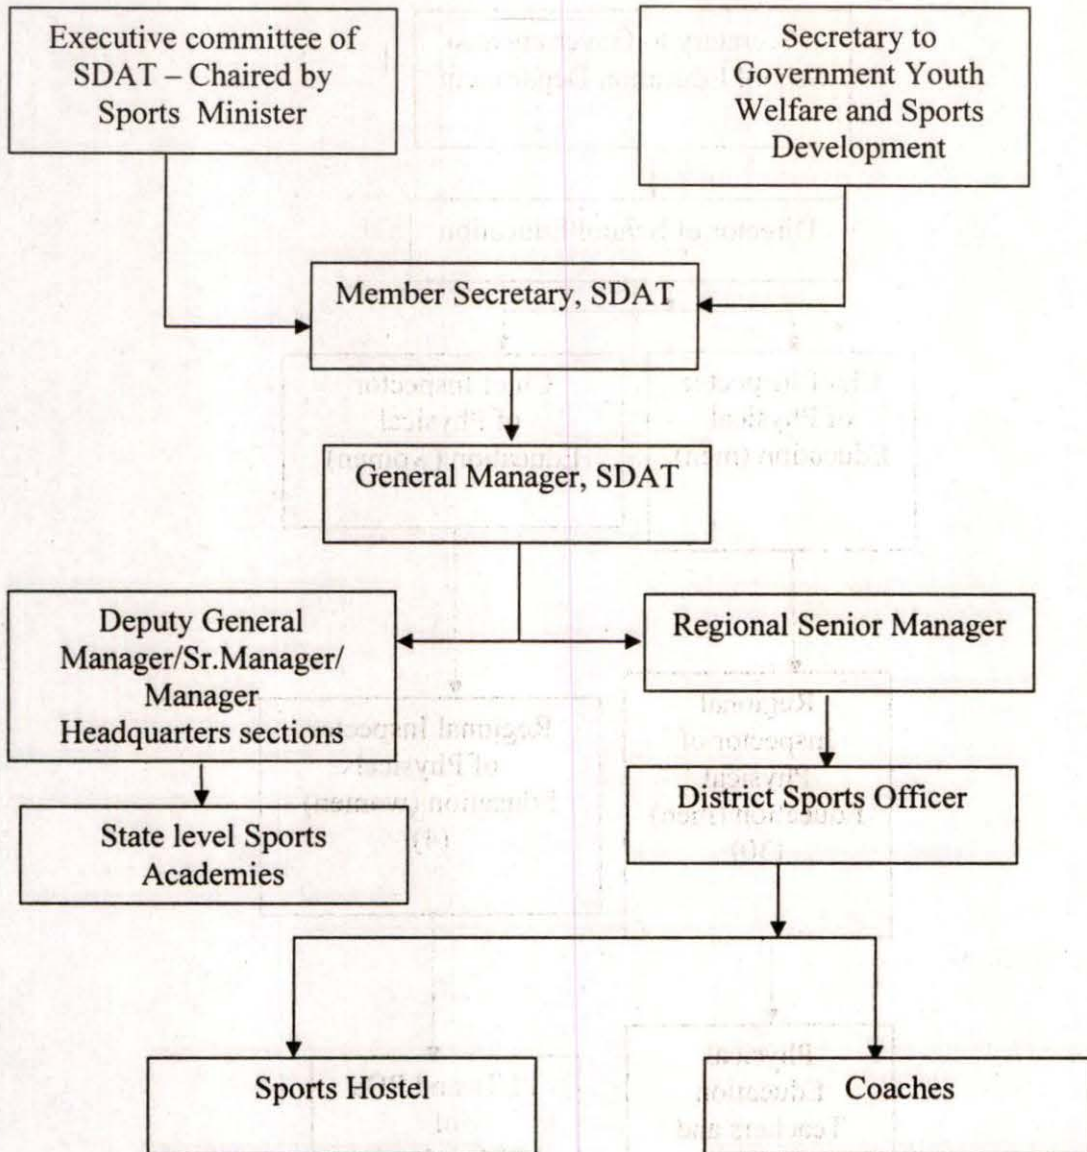 Executive committee of
SDAT – Chaired by
Sports Minister
Secretary to
Government Youth
Welfare and Sports
Development
Member Secretary, SDAT
General Manager, SDAT
Deputy General
Manager/Sr.Manager/
Manager
Headquarters sections
Regional Senior Manager
State level Sports
Academies
District Sports Officer
Sports Hostel
Coaches